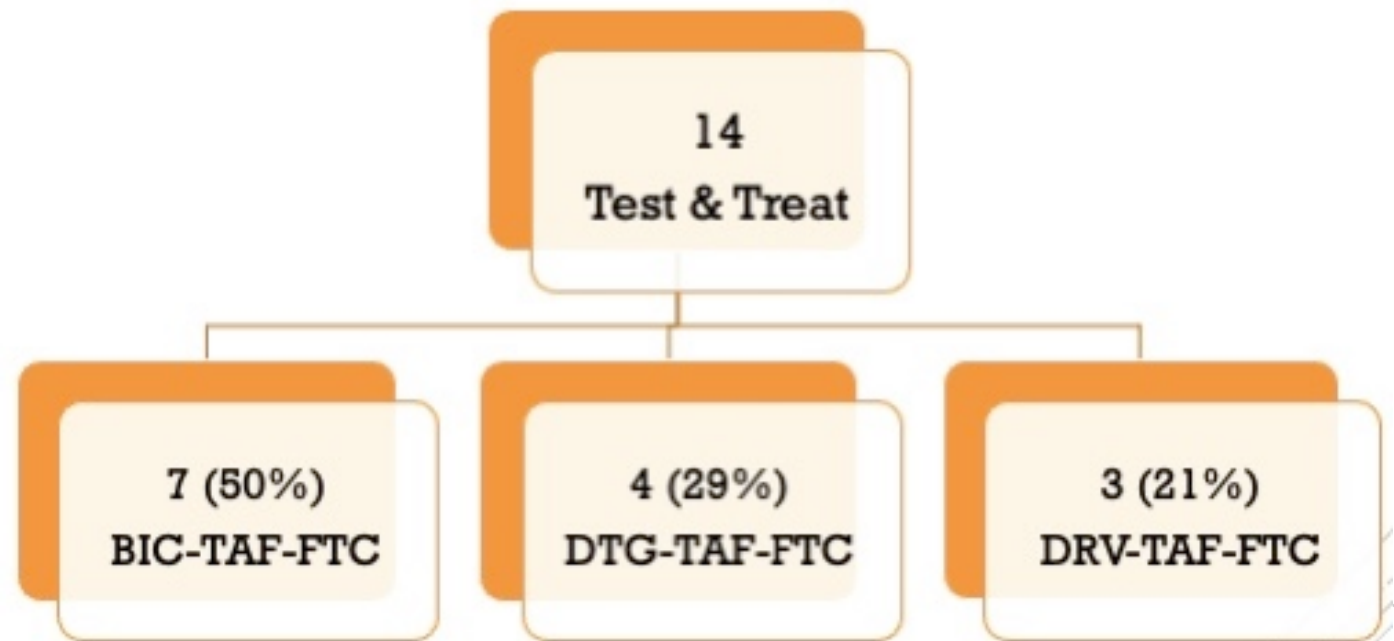 14
Test & Treat
7 (50%)
BIC-TAF-FTC
4 (29%)
DTG-TAF-FTC
3 (21%)
DRV-TAF-FTC